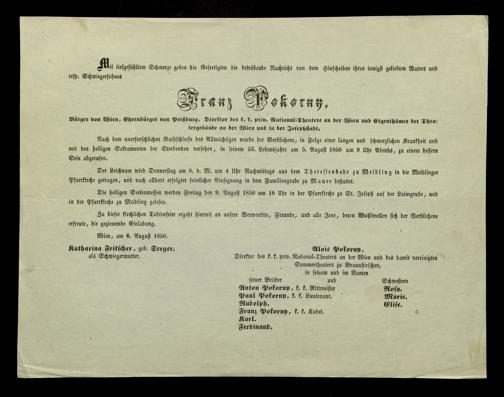 Mit tiefgefühltem Schmerze geben die Gefertigten die betrübende Nachricht von dem Hinscheiden ihres innigst geliebten Vaters und
resp. Schwiegersohnes
Franz Pokorny,
Bürger von Wien, Ehrenbürger von Preßburg, Direktor des k. k. priv. National-Theaters an der Wien und Eigenthümer der Thea-
tergebäude an der Wien und in der Josephstadt.
Nach dem unerforschlichen Rathschlusse des Allmächtigen wurde der Verblichene, in Folge einer langen und schmerzlichen Krankheit und
mit den heiligen Sakramenten der Sterbenden versehen, in seinem 53. Lebensjahre am 5. August 1850 um 9 Uhr Abends, zu einem bessern
Sein abgerufen.
Der Leichnam wird Donnerstag am 8. d. M. um 4 Uhr Nachmittags aus dem Theresienbade zu Meidling in die Meidlinger
Pfarrkirche getragen, und nach alldort erfolgter feierlicher Einsegnung in dem Familiengrabe zu Mauer bestattet.
Die heiligen Seelenmessen werden Freitag den 9. August 1850 um 10 Uhr in der Pfarrkirche zu St. Joseph auf der Laimgrube, und
in der Pfarrkirche zu Meidling gelesen.
Zu dieser kirchlichen Todtenfeier ergeht hiermit an unsere Verwandte, Freunde, und alle Jene, deren Wohlwollen sich der Verblichene
erfreute, die geziemende Einladung.
Wien, am 6. August 1850.
Katharina Fritscher, geb. Seeger,
als Schwiegermutter.
Alois Pokorny,
Direktor des k. k. priv. National-Theaters an der Wien und des damit vereinigten
Sommertheaters zu Braunhirschen,
in seinem und im Namen
seiner Brüder und Schwestern
Anton Pokorny, k. k. Rittmeister Rosa.
Paul Pokorny, k. k. Lieutenant. Marie.
Rudolph. Elise.
Franz Pokorny, k. k. Kadet.
Karl.
Ferdinand.